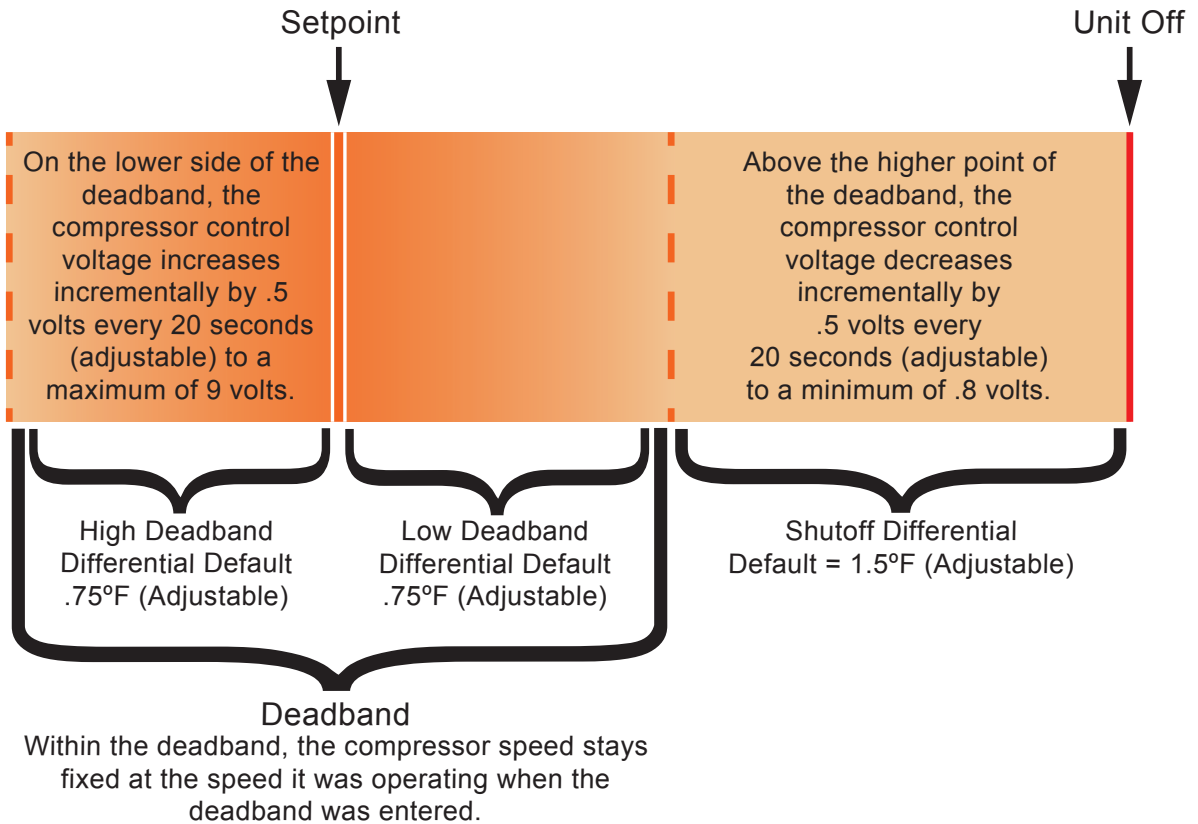 Setpoint
Unit Off
On the lower side of the
deadband, the
compressor control
voltage increases
incrementally by .5
volts every 20 seconds
(adjustable) to a
maximum of 9 volts.
Above the higher point of
the deadband, the
compressor control
voltage decreases
incrementally by
.5 volts every
20 seconds (adjustable)
to a minimum of .8 volts.
High Deadband
Differential Default
.75ºF (Adjustable)
Low Deadband
Differential Default
.75ºF (Adjustable)
Shutoff Differential
Default = 1.5ºF (Adjustable)
Deadband
Within the deadband, the compressor speed stays
fixed at the speed it was operating when the
deadband was entered.